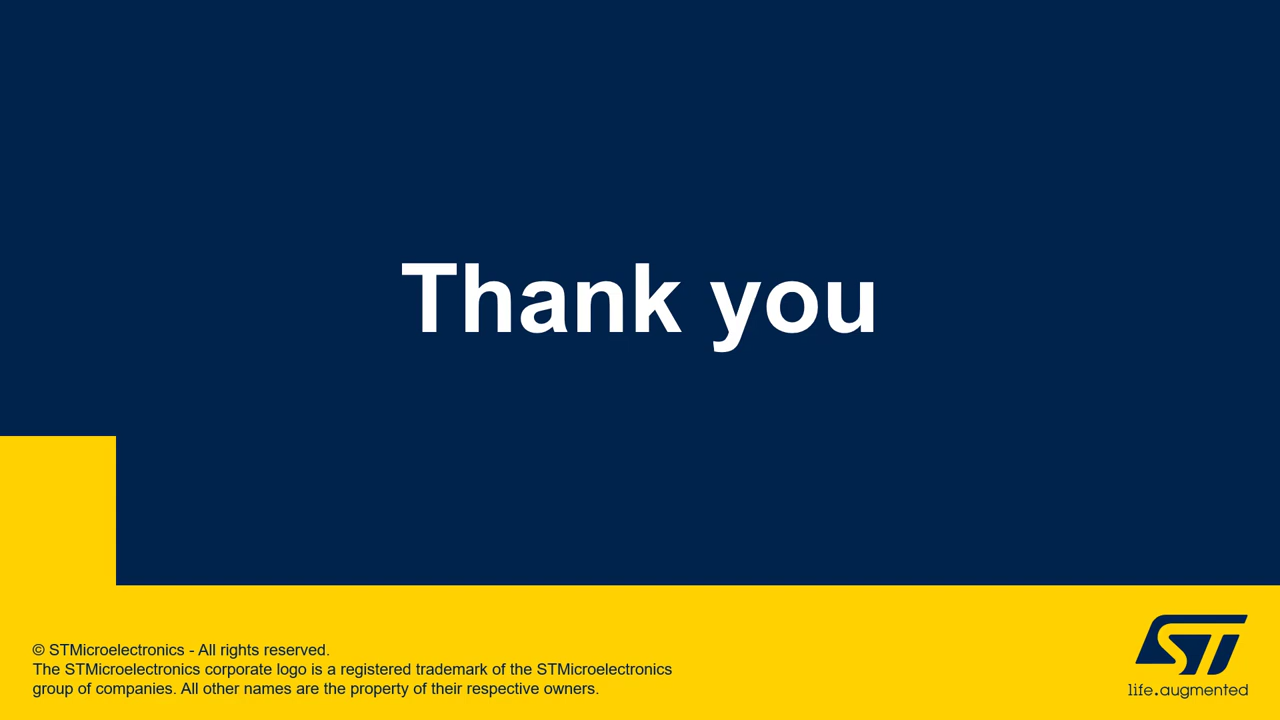 Thank you
© STMicroelectronics - All rights reserved.
The STMicroelectronics corporate logo is a registered trademark of the STMicroelectronics
group of companies. All other names are the property of their respective owners.
ST
life.augmented